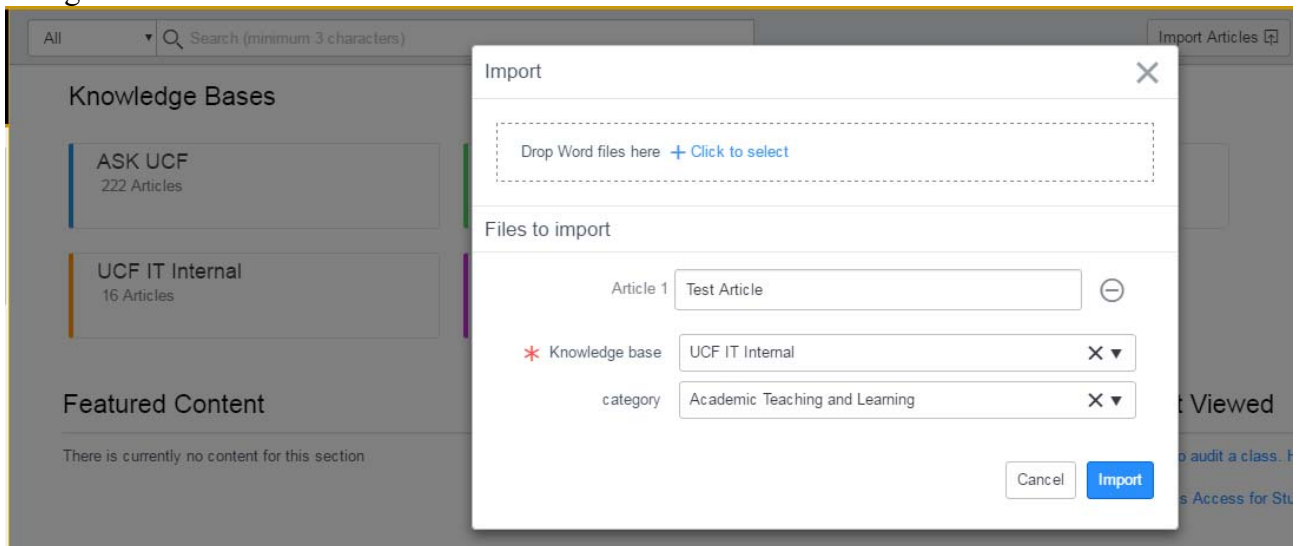 All
Search (minimum 3 characters)
Import Articles
Knowledge Bases
ASK UCF
222 Articles
UCF IT Internal
16 Articles
Featured Content
There is currently no content for this section
Import
Drop Word files here + Click to select
Files to import
Article 1 Test Article
* Knowledge base UCF IT Internal
category Academic Teaching and Learning
Cancel Import
Viewed
audit a class.
Access for